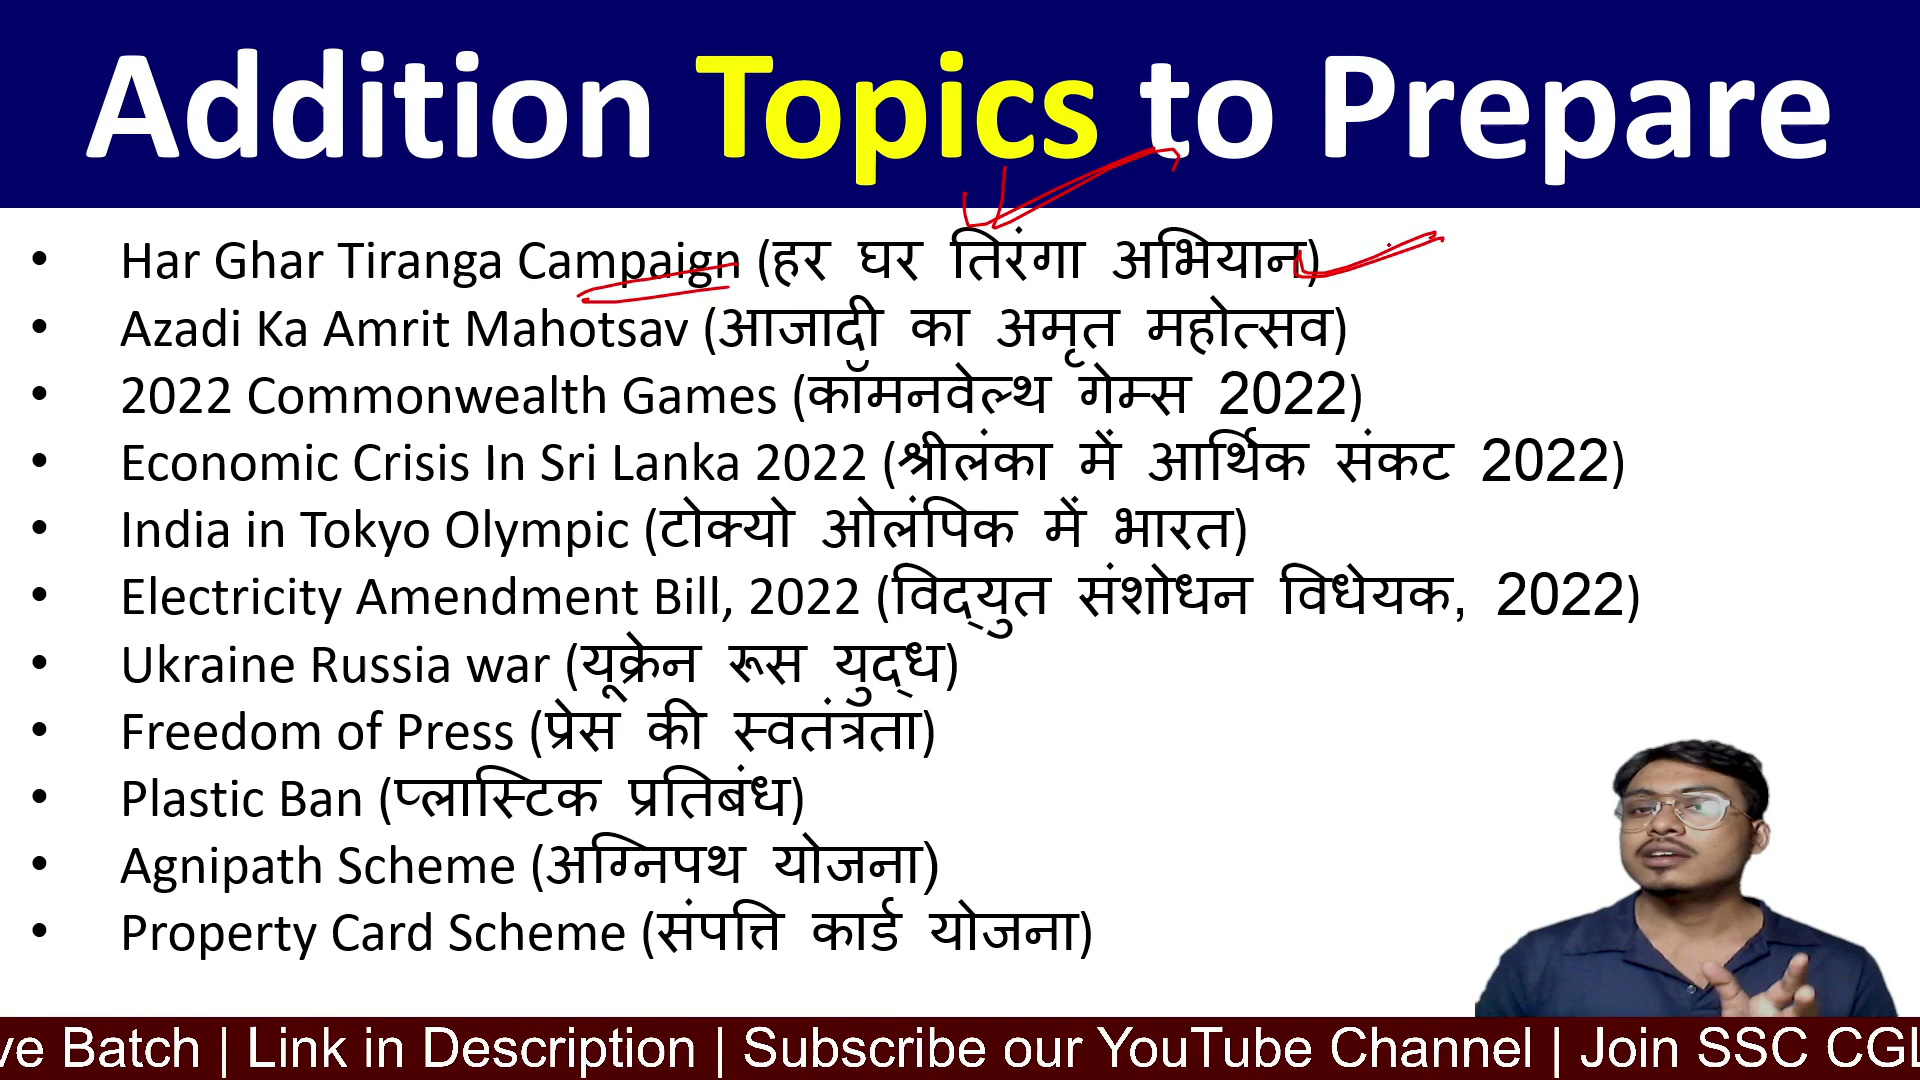 Addition Topics to Prepare
• Har Ghar Tiranga Campaign (हर घर तिरंगा अभियान)
• Azadi Ka Amrit Mahotsav (आजादी का अमृत महोत्सव)
• 2022 Commonwealth Games (कॉमनवेल्थ गेम्स 2022)
• Economic Crisis In Sri Lanka 2022 (श्रीलंका में आर्थिक संकट 2022)
• India in Tokyo Olympic (टोक्यो ओलंपिक में भारत)
• Electricity Amendment Bill, 2022 (विद्युत संशोधन विधेयक, 2022)
• Ukraine Russia war (यूक्रेन रूस युद्ध)
• Freedom of Press (प्रेस की स्वतंत्रता)
• Plastic Ban (प्लास्टिक प्रतिबंध)
• Agnipath Scheme (अग्निपथ योजना)
• Property Card Scheme (संपत्ति कार्ड योजना)
ve Batch | Link in Description | Subscribe our YouTube Channel | Join SSC CGL